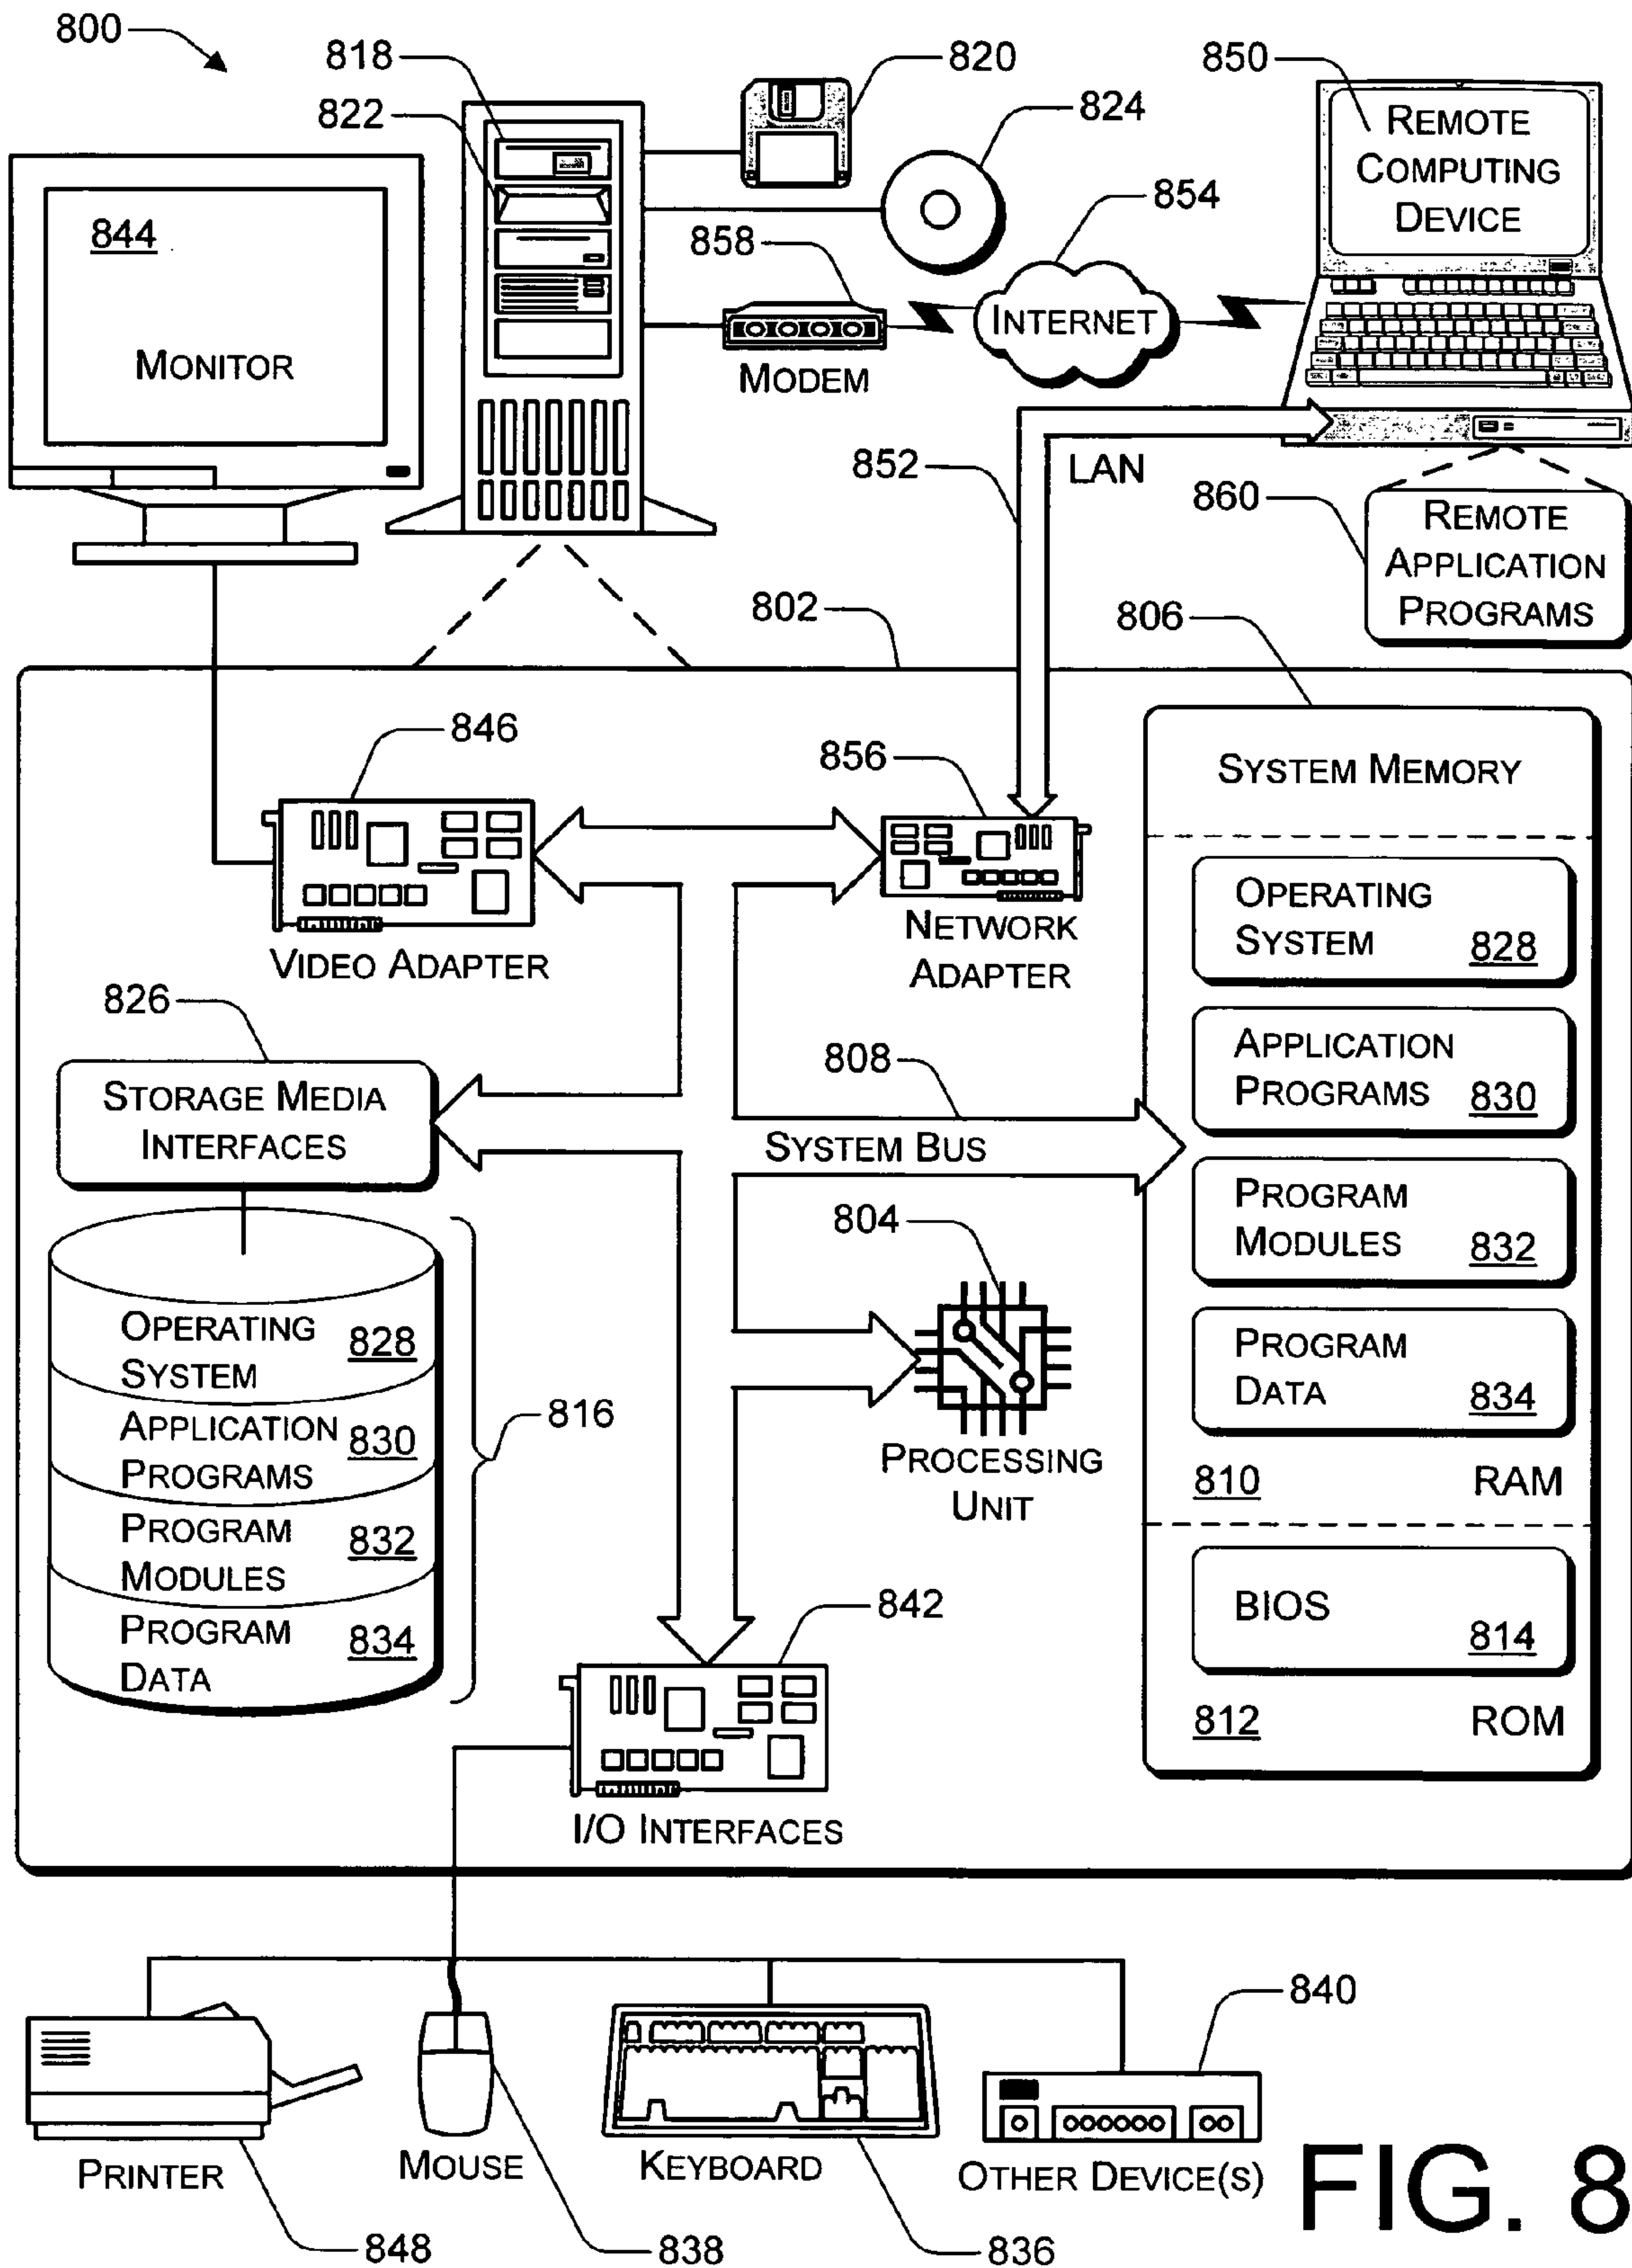 800
818
822
820
824
850
REMOTE
COMPUTING
DEVICE
844
MONITOR
858
MODEM
854
INTERNET
852
LAN
860
REMOTE
APPLICATION
PROGRAMS
802
806
846
VIDEO ADAPTER
856
NETWORK
ADAPTER
SYSTEM MEMORY
OPERATING
SYSTEM 828
APPLICATION
PROGRAMS 830
PROGRAM
MODULES 832
PROGRAM
DATA 834
810 RAM
BIOS
814
812 ROM
826
STORAGE MEDIA
INTERFACES
808
SYSTEM BUS
804
PROCESSING
UNIT
OPERATING
SYSTEM 828
APPLICATION
PROGRAMS 830
PROGRAM
MODULES 832
PROGRAM
DATA 834
816
842
I/O INTERFACES
PRINTER
848
MOUSE
838
KEYBOARD
836
840
OTHER DEVICE(S)
FIG. 8